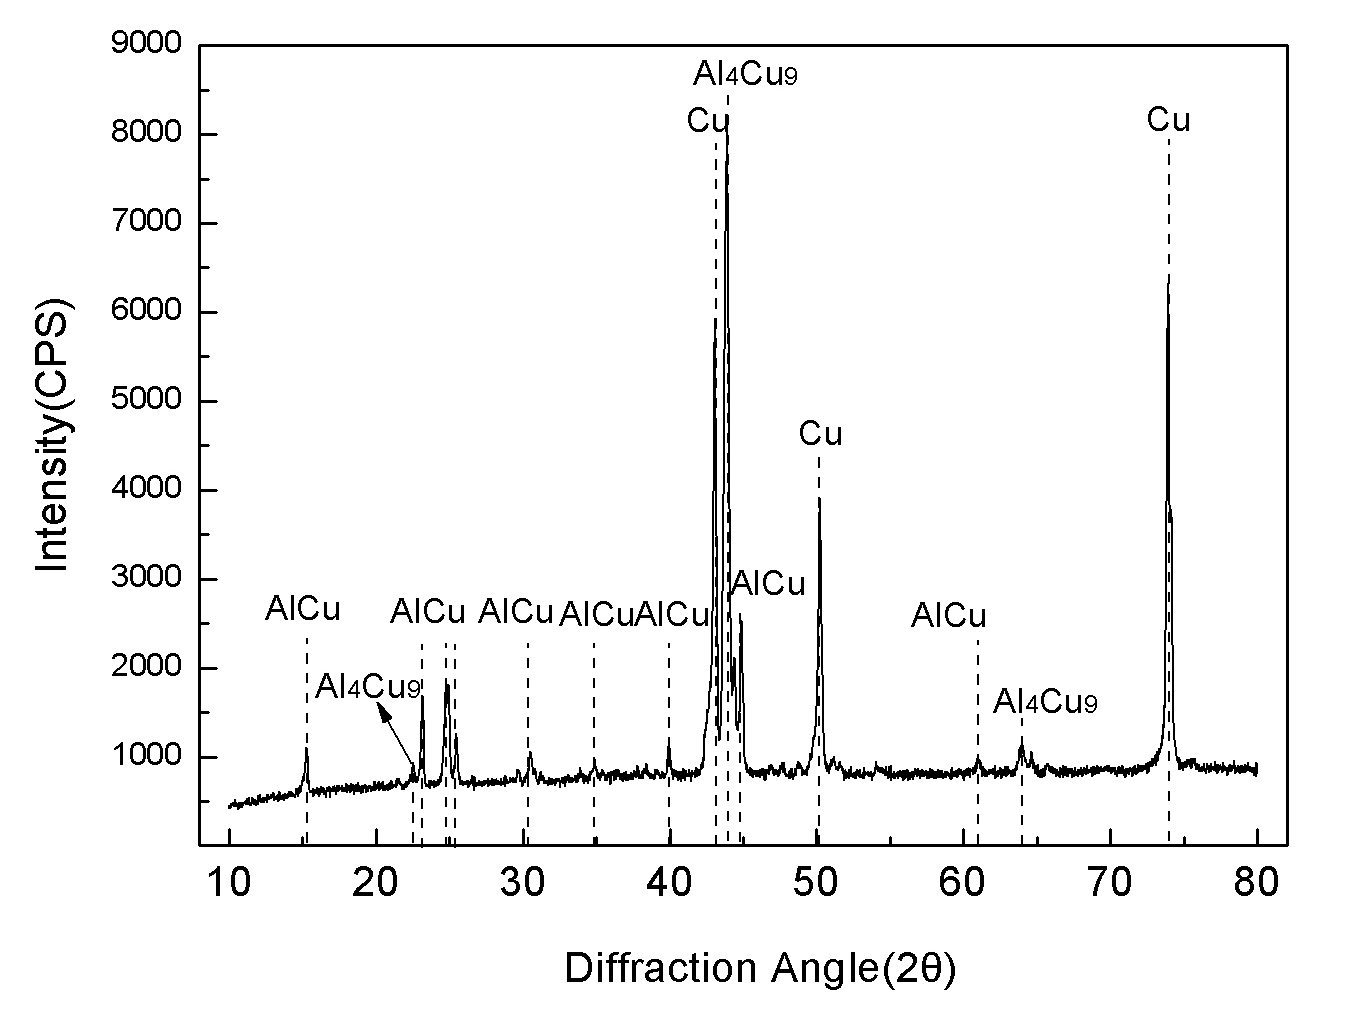 9000
Al4Cu9
Cu
Cu
8000
7000
6000
5000
Cu
4000
3000
AlCu
AlCu
AlCu
AlCu
AlCu
AlCu
AlCu
2000
Al4Cu9
Al4Cu9
1000
Intensity(CPS)
10 20 30 40 50 60 70 80
Diffraction Angle(2θ)